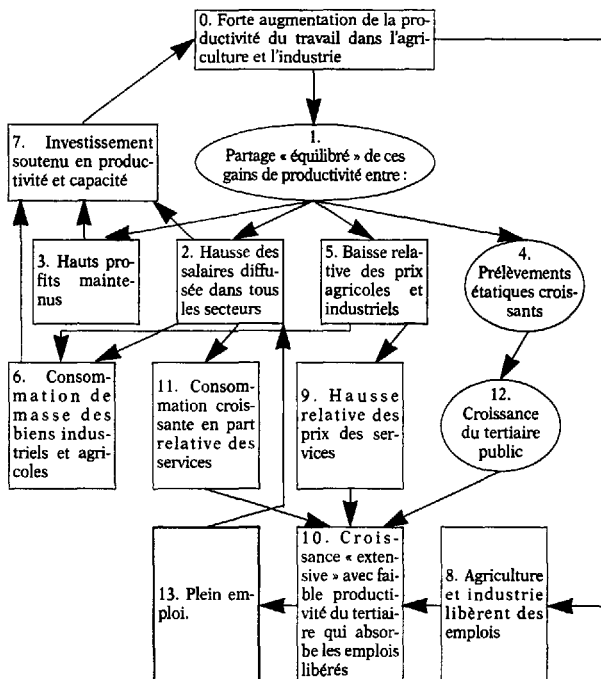 0. Forte augmentation de la pro-
ductivité du travail dans l'agri-
culture et l'industrie
7. Investissement
soutenu en produc-
tivité et capacité
1.
Partage « équilibré » de ces
gains de productivité entre :
3. Hauts pro-
fits mainte-
nus
2. Hausse des
salaires diffu-
sée dans tous
les secteurs
5. Baisse rela-
tive des prix
agricoles et
industriels
4.
Prélèvements
étatiques crois-
sants
6. Consom-
mation de
masse des
biens indus-
triels et agri-
coles
11. Consom-
mation crois-
sante en part
relative des
services
9. Hausse
relative des
prix des ser-
vices
12.
Croissance
du tertiaire
public
13. Plein em-
ploi.
10. Crois-
sance « exten-
sive » avec fai-
ble producti-
vité du tertiai-
re qui absor-
be les emplois
libérés
8. Agriculture
et industrie
libèrent des
emplois